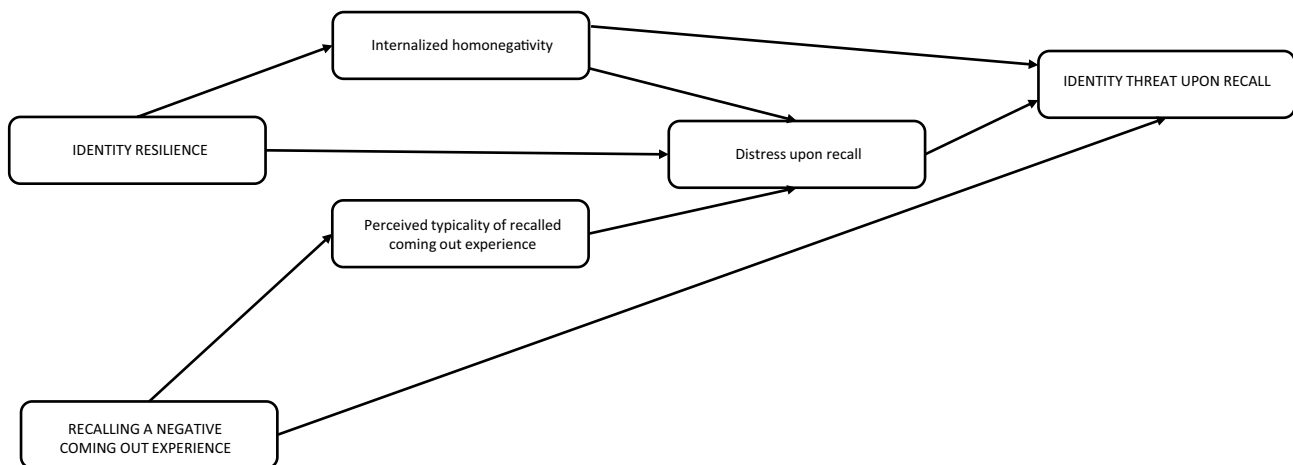 Internalized homonegativity
IDENTITY THREAT UPON RECALL
IDENTITY RESILIENCE
Distress upon recall
Perceived typicality of recalled
coming out experience
RECALLING A NEGATIVE
COMING OUT EXPERIENCE